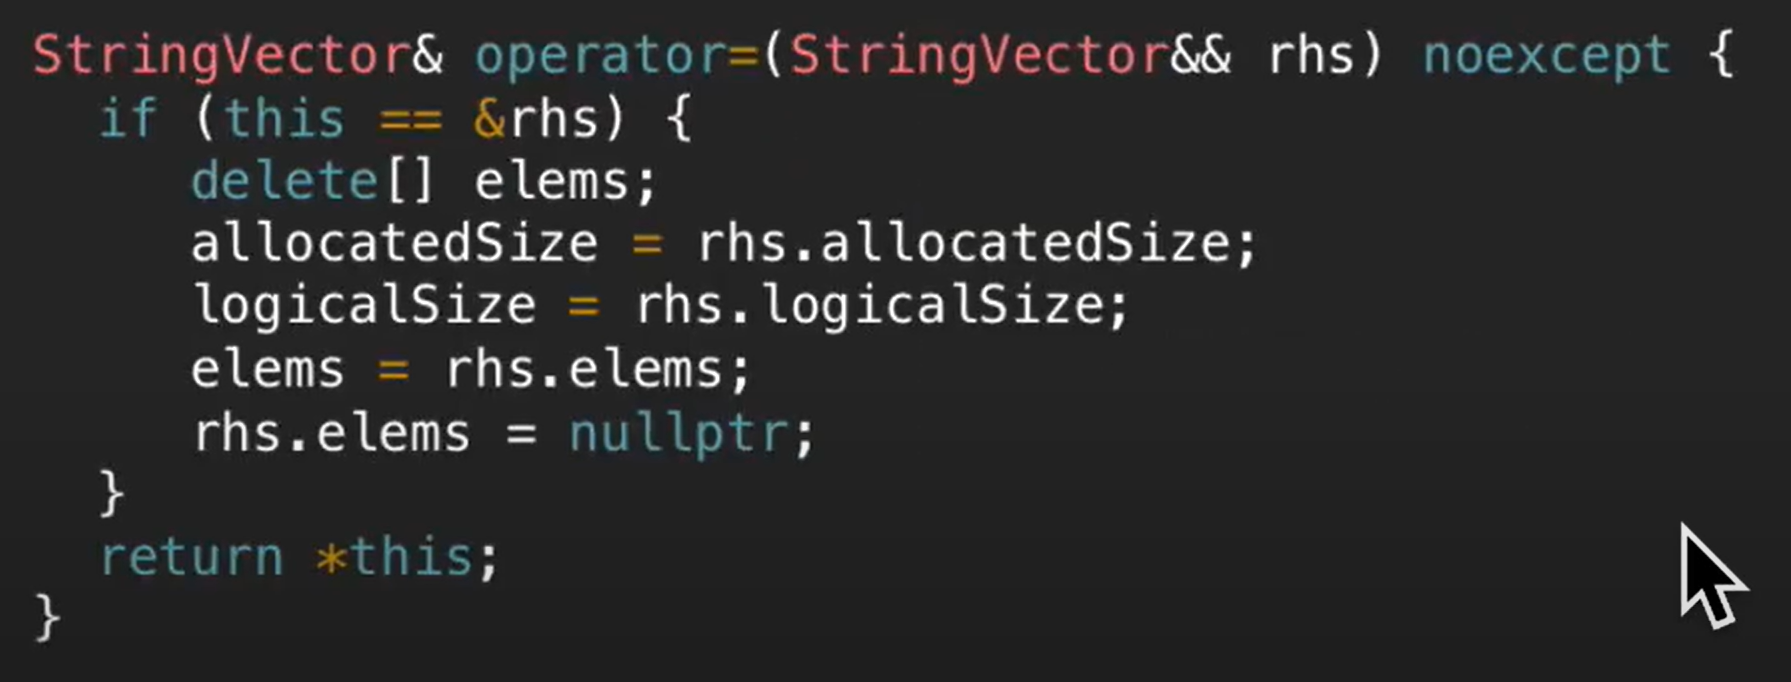 StringVector& operator=(StringVector&& rhs) noexcept {
if (this == &rhs) {
delete[] elems;
allocatedSize = rhs.allocatedSize;
logicalSize = rhs.logicalSize;
elems = rhs.elems;
rhs.elems = nullptr;
}
return *this;
}